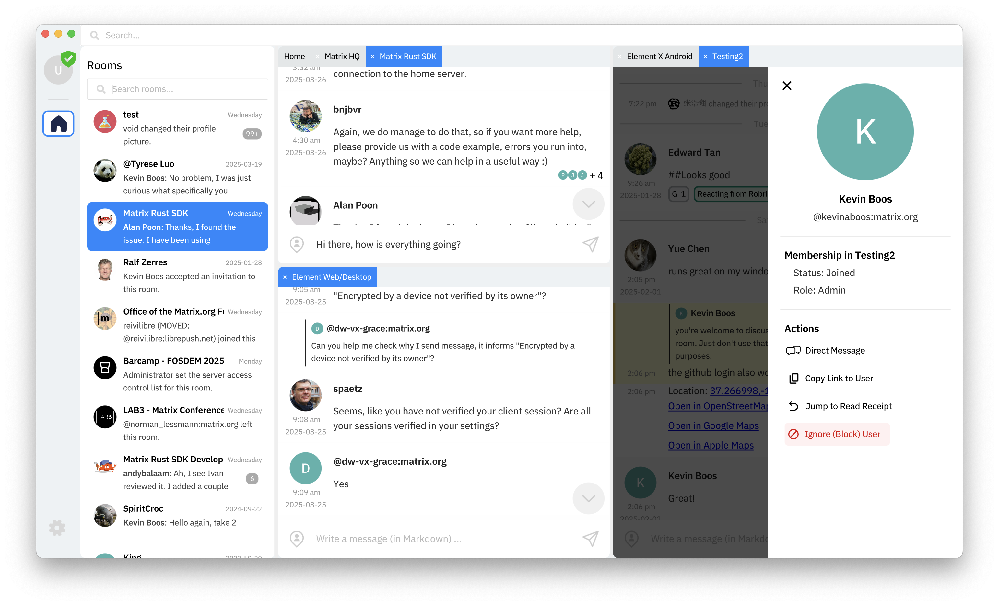 Search...
U
Rooms
Search rooms...
test
Wednesday
void changed their profile
picture.
99+
@Tyrese Luo
2025-03-19
Kevin Boos: No problem, I was just
curious what specifically you
Matrix Rust SDK
Wednesday
Alan Poon: Thanks, I found the
issue. I have been using
Ralf Zerres
2025-01-28
Kevin Boos accepted an invitation to
this room.
[m]
Office of the Matrix.org Fo
Wednesday
reivilibre (MOVED:
@reivilibre:librepush.net) joined this
Barcamp - FOSDEM 2025
Monday
Administrator set the server access
control list for this room.
LAB3
LAB3 - Matrix Conference
Wednesday
@norman_lessmann:matrix.org left
this room.
Matrix Rust SDK Develop
Wednesday
andybalaam: Ah, I see Ivan
reviewed it. I added a couple
6
SpiritCroc
2024-09-22
Kevin Boos: Hello again, take 2
King
2023-10-20
Home
× Matrix HQ
× Matrix Rust SDK
3:32 am
2025-03-26
connection to the home server.
bnjbvr
4:30 am
2025-03-26
Again, we do manage to do that, so if you want more help,
please provide us with a code example, errors you run into,
maybe? Anything so we can help in a useful way :)
P J J + 4
Alan Poon
Hi there, how is everything going?
× Element Web/Desktop
9:05 am
2025-03-25
"Encrypted by a device not verified by its owner"?
D @dw-vx-grace:matrix.org
Can you help me check why I send message, it informs "Encrypted by a
device not verified by its owner"?
spaetz
9:08 am
2025-03-25
Seems, like you have not verified your client session? Are all
your sessions verified in your settings?
D
@dw-vx-grace:matrix.org
9:09 am
2025-03-25
Yes
Write a message (in Markdown) ...
× Element X Android
× Testing2
Thu
7:22 pm
张浩翔 changed their pro
Tue
Edward Tan
9:26 am
2025-01-28
##Looks good
G 1
Reacting from Robri
Sat
Yue Chen
2:05 pm
2025-02-01
runs great on my windo
K Kevin Boos
you're welcome to discus
room. Just don't use that
purposes.
2:06 pm
the github login also wo
2:06 pm
Location: 37.266998,-1
Open in OpenStreetMap
Open in Google Maps
Open in Apple Maps
K
Kevin Boos
2:06 pm
2025-02-01
Great!
Write a message (in Markdo
K
Kevin Boos
@kevinaboos:matrix.org
Membership in Testing2
Status: Joined
Role: Admin
Actions
Direct Message
Copy Link to User
Jump to Read Receipt
Ignore (Block) User